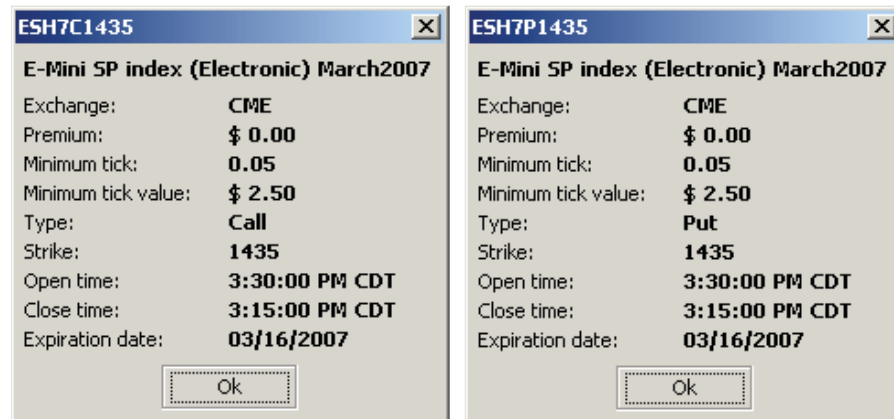 ESH7C1435
E-Mini SP index (Electronic) March2007
Exchange: CME
Premium: $ 0.00
Minimum tick: 0.05
Minimum tick value: $ 2.50
Type: Call
Strike: 1435
Open time: 3:30:00 PM CDT
Close time: 3:15:00 PM CDT
Expiration date: 03/16/2007
Ok
ESH7P1435
E-Mini SP index (Electronic) March2007
Exchange: CME
Premium: $ 0.00
Minimum tick: 0.05
Minimum tick value: $ 2.50
Type: Put
Strike: 1435
Open time: 3:30:00 PM CDT
Close time: 3:15:00 PM CDT
Expiration date: 03/16/2007
Ok